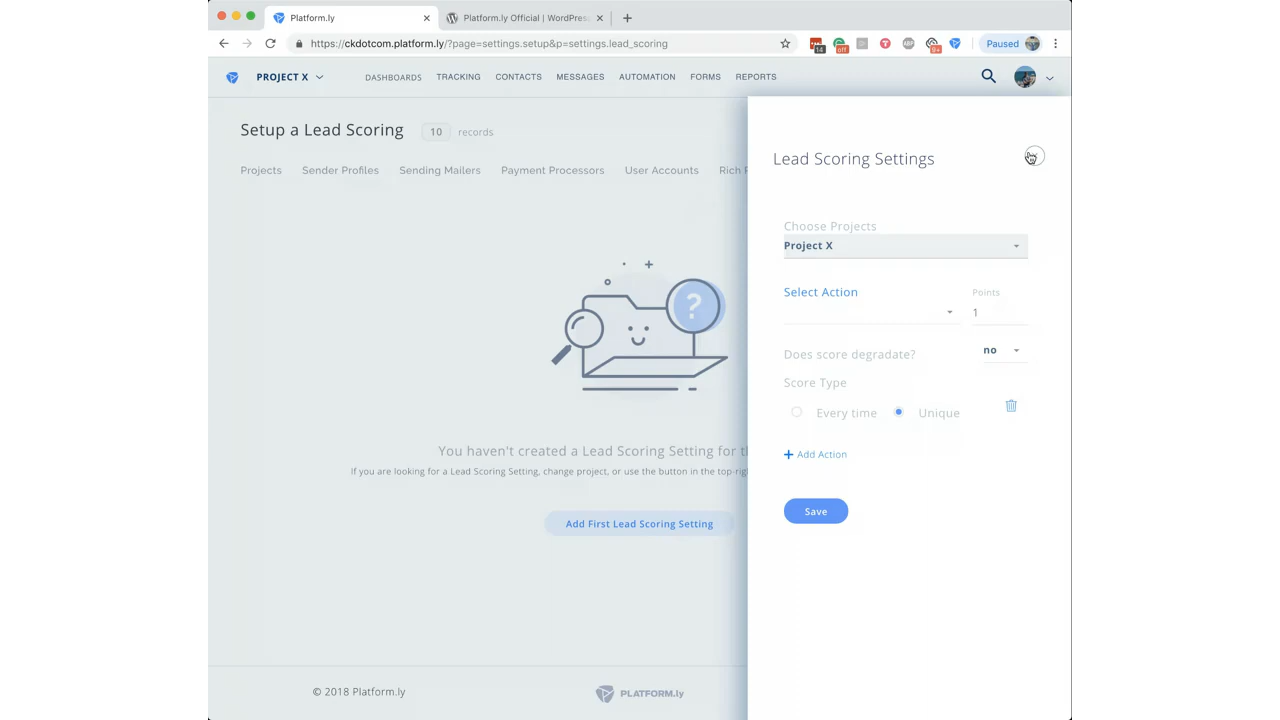 Platform.ly
Platform.ly Official | WordPres
https://ckdotcom.platform.ly/?page=settings.setup&p=settings.lead_scoring
14
off
ABP
9+
Paused
PROJECT X
DASHBOARDS TRACKING CONTACTS MESSAGES AUTOMATION FORMS REPORTS
Setup a Lead Scoring 10 records
Projects Sender Profiles Sending Mailers Payment Processors User Accounts Rich
?
You haven't created a Lead Scoring Setting for
If you are looking for a Lead Scoring Setting, change project, or use the button in the top-righ
Add First Lead Scoring Setting
© 2018 Platform.ly
PLATFORM.ly
Lead Scoring Settings
Choose Projects
Project X
Select Action Points
1
Does score degradate? no
Score Type
Every time Unique
+ Add Action
Save